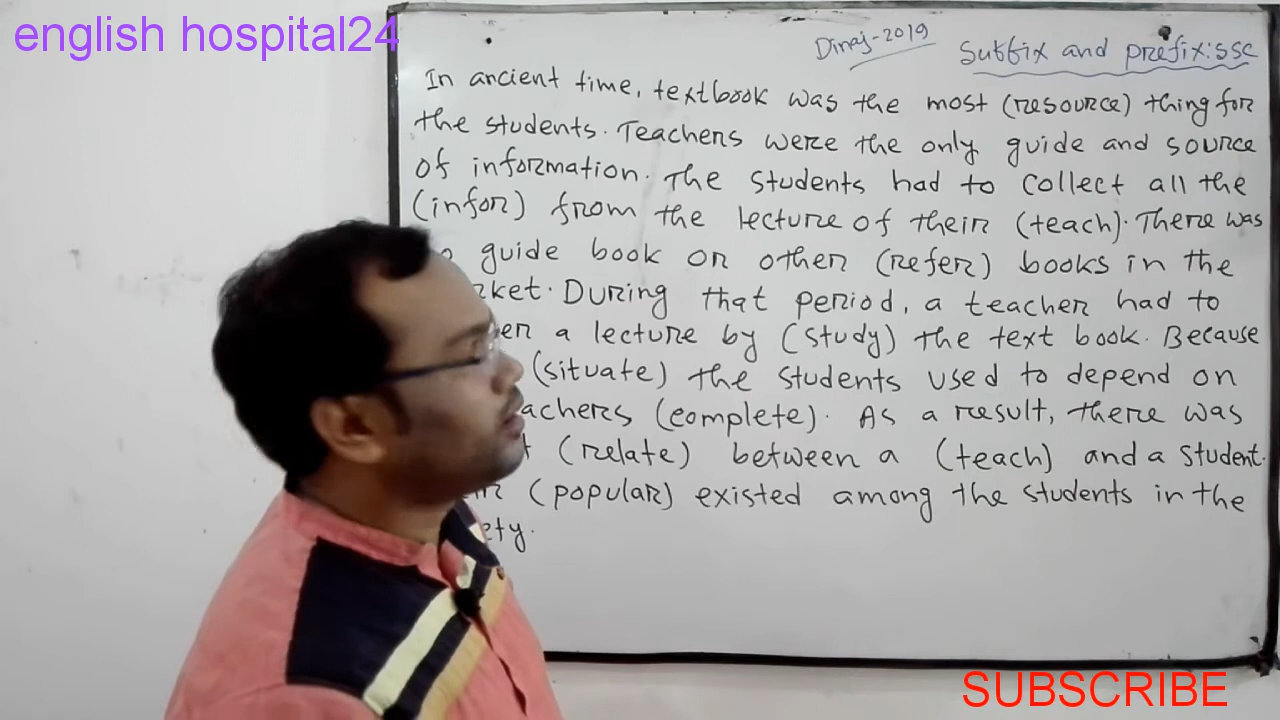 english hospital24
Dinaj-2019 Suffix and prefix:ssc
In ancient time, textbook was the most (resource) thing for
the students. Teachers were the only guide and source
of information. The students had to collect all the
(infor) from the lecture of their (teach). There was
guide book or other (refer) books in the
During that period, a teacher had to
a lecture by (study) the text book. Because
(situate) the students used to depend on
(complete). As a result, there was
(relate) between a (teach) and a student.
(popular) existed among the students in the
SUBSCRIBE